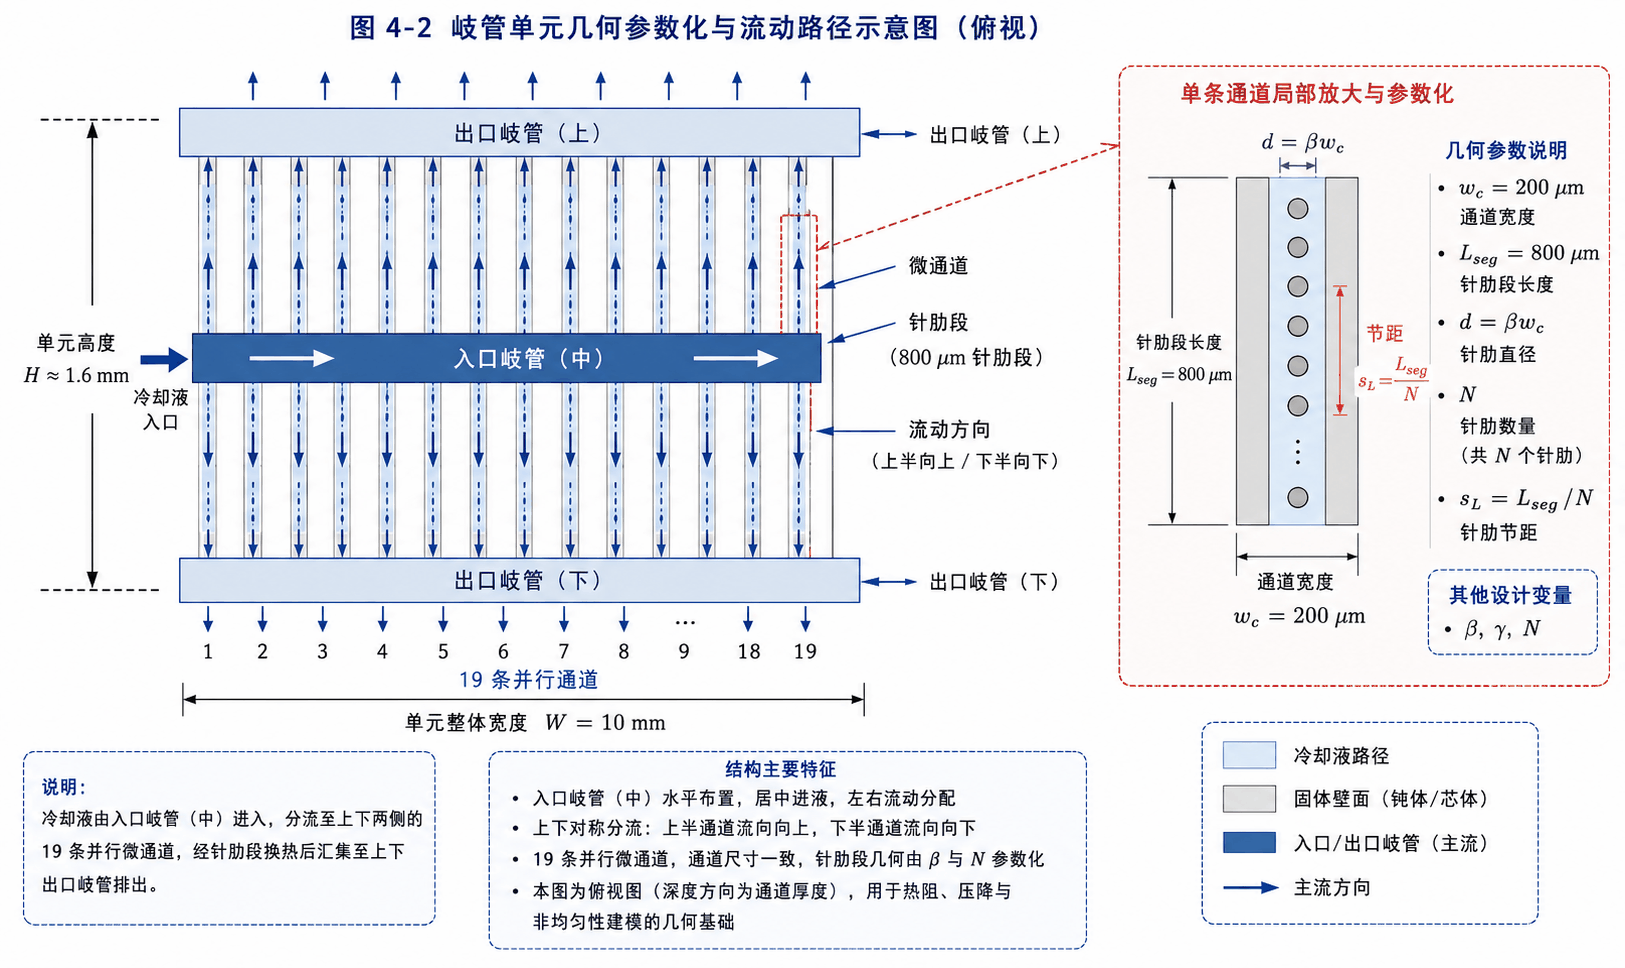 图 4-2 岐管单元几何参数化与流动路径示意图（俯视）
出口岐管（上）
出口岐管（上）
微通道
针肋段
（800 μm 针肋段）
单元高度
H ≈ 1.6 mm
冷却液
入口
入口岐管（中）
流动方向
（上半向上 / 下半向下）
出口岐管（下）
出口岐管（下）
1 2 3 4 5 6 7 8 9 ... 18 19
19 条并行通道
单元整体宽度 W = 10 mm
单条通道局部放大与参数化
d = βw_c
针肋段长度
L_seg = 800 μm
节距
s_L = L_seg/N
通道宽度
w_c = 200 μm
几何参数说明
• w_c = 200 μm
通道宽度
• L_seg = 800 μm
针肋段长度
• d = βw_c
针肋直径
• N
针肋数量
（共 N 个针肋）
• s_L = L_seg /N
针肋节距
其他设计变量
• β, γ, N
说明：
冷却液由入口岐管（中）进入，分流至上下两侧的
19 条并行微通道，经针肋段换热后汇集至上下
出口岐管排出。
结构主要特征
• 入口岐管（中）水平布置，居中进液，左右流动分配
• 上下对称分流：上半通道流向向上，下半通道流向向下
• 19 条并行微通道，通道尺寸一致，针肋段几何由 β 与 N 参数化
• 本图为俯视图（深度方向为通道厚度），用于热阻、压降与
非均匀性建模的几何基础
冷却液路径
固体壁面（钝体/芯体）
入口/出口岐管（主流）
主流方向